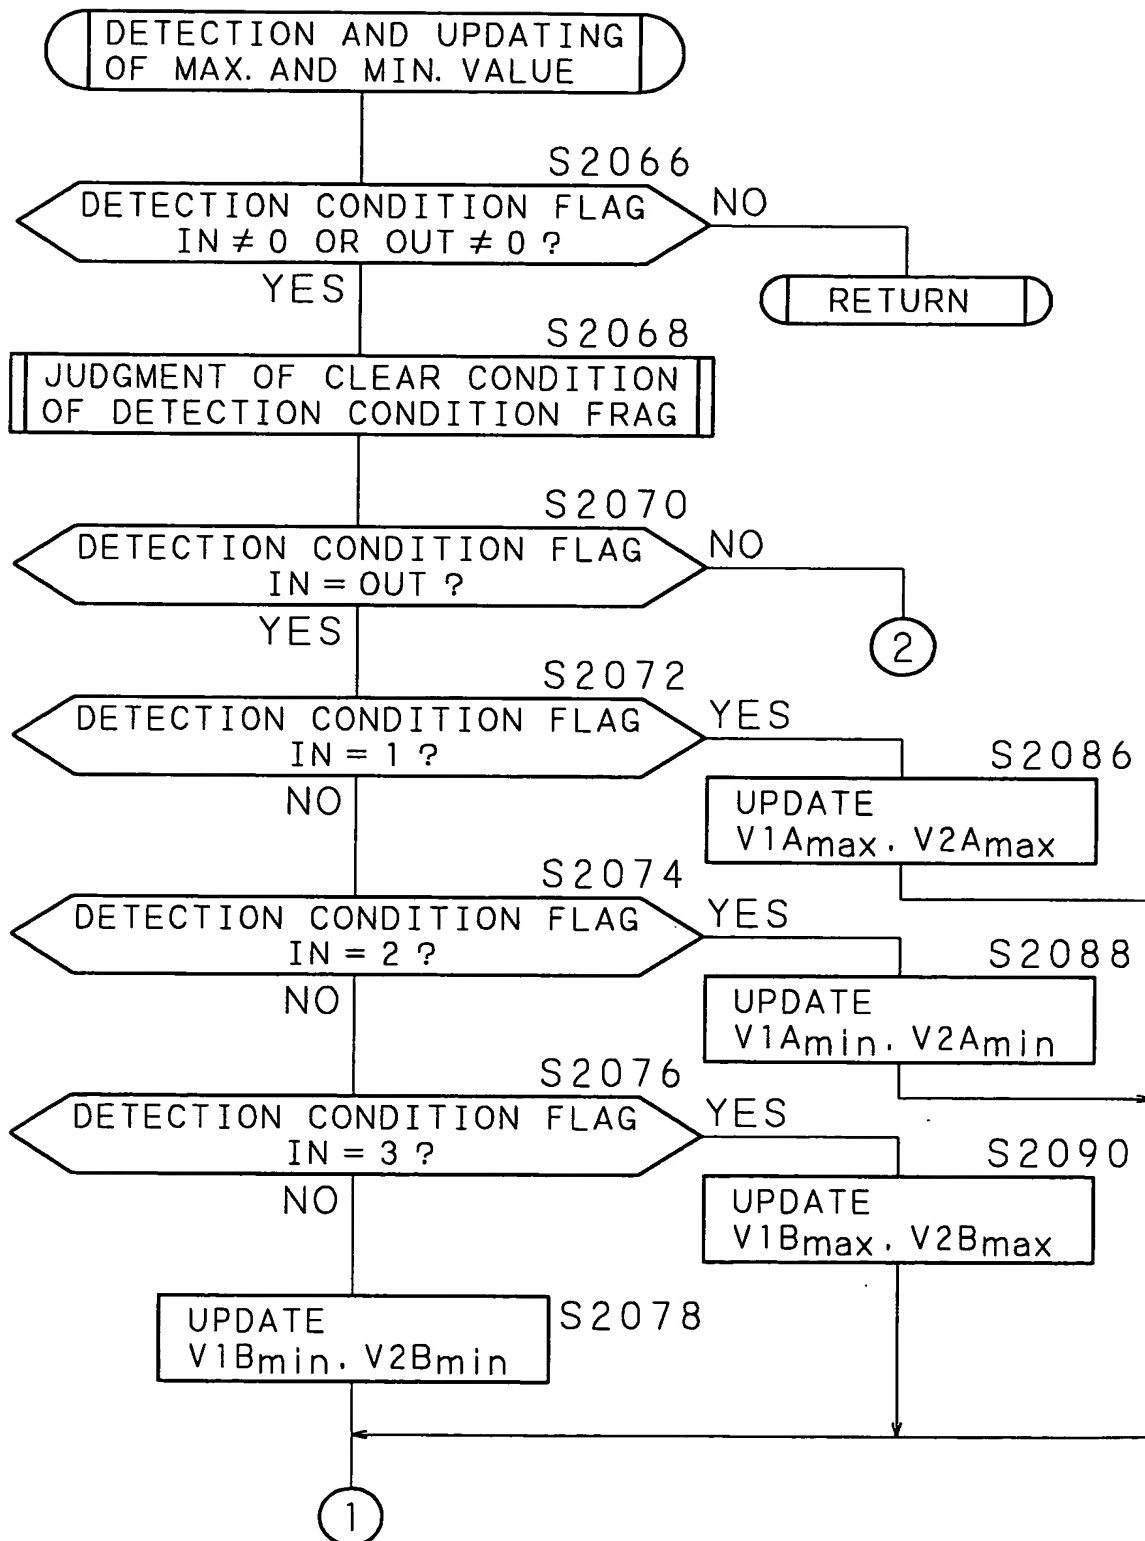 DETECTION AND UPDATING
OF MAX. AND MIN. VALUE
S2066
DETECTION CONDITION FLAG
IN ≠ 0 OR OUT ≠ 0 ?
NO
YES
RETURN
S2068
JUDGMENT OF CLEAR CONDITION
OF DETECTION CONDITION FRAG
S2070
DETECTION CONDITION FLAG
IN = OUT ?
NO
YES
2
S2072
DETECTION CONDITION FLAG
IN = 1 ?
YES
NO
S2086
UPDATE
V1Amax. V2Amax
S2074
DETECTION CONDITION FLAG
IN = 2 ?
YES
NO
S2088
UPDATE
V1Amin. V2Amin
S2076
DETECTION CONDITION FLAG
IN = 3 ?
YES
NO
S2090
UPDATE
V1Bmax. V2Bmax
S2078
UPDATE
V1Bmin. V2Bmin
1